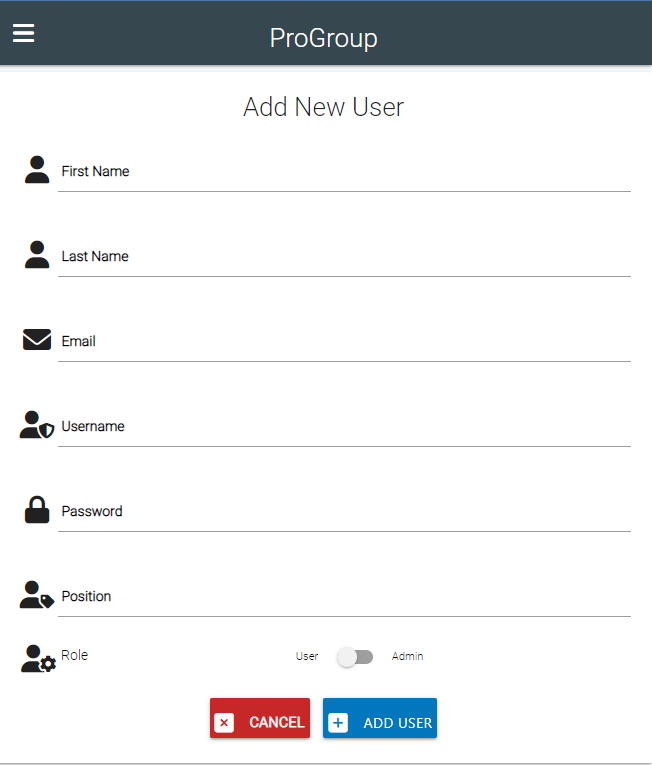 ProGroup
Add New User
First Name
Last Name
Email
Username
Password
Position
Role User Admin
CANCEL ADD USER